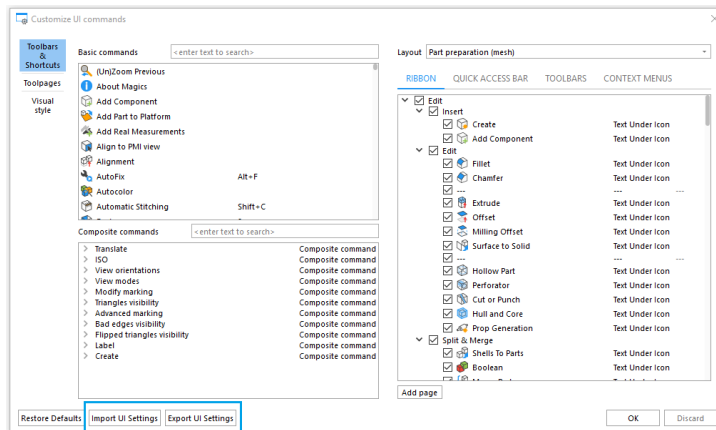 Customize UI commands
Toolbars
&
Shortcuts
Toolpages
Visual
style
Basic commands <enter text to search>
(Un)Zoom Previous
About Magics
Add Component
Add Part to Platform
Add Real Measurements
Align to PMI view
Alignment
AutoFix Alt+F
Autocolor
Automatic Stitching Shift+C
Composite commands <enter text to search>
Translate Composite command
ISO Composite command
View orientations Composite command
View modes Composite command
Modify marking Composite command
Triangles visibility Composite command
Advanced marking Composite command
Bad edges visibility Composite command
Flipped triangles visibility Composite command
Label Composite command
Create Composite command
Layout Part preparation (mesh)
RIBBON QUICK ACCESS BAR TOOLBARS CONTEXT MENUS
Edit
Insert
Create Text Under Icon
Add Component Text Under Icon
Edit
Fillet Text Under Icon
Chamfer Text Under Icon
--- --- ---
Extrude Text Under Icon
Offset Text Under Icon
Milling Offset Text Under Icon
Surface to Solid Text Under Icon
--- --- ---
Hollow Part Text Under Icon
Perforator Text Under Icon
Cut or Punch Text Under Icon
Hull and Core Text Under Icon
Prop Generation Text Under Icon
Split & Merge
Shells To Parts Text Under Icon
Boolean Text Under Icon
Add page
Restore Defaults Import UI Settings Export UI Settings OK Discard